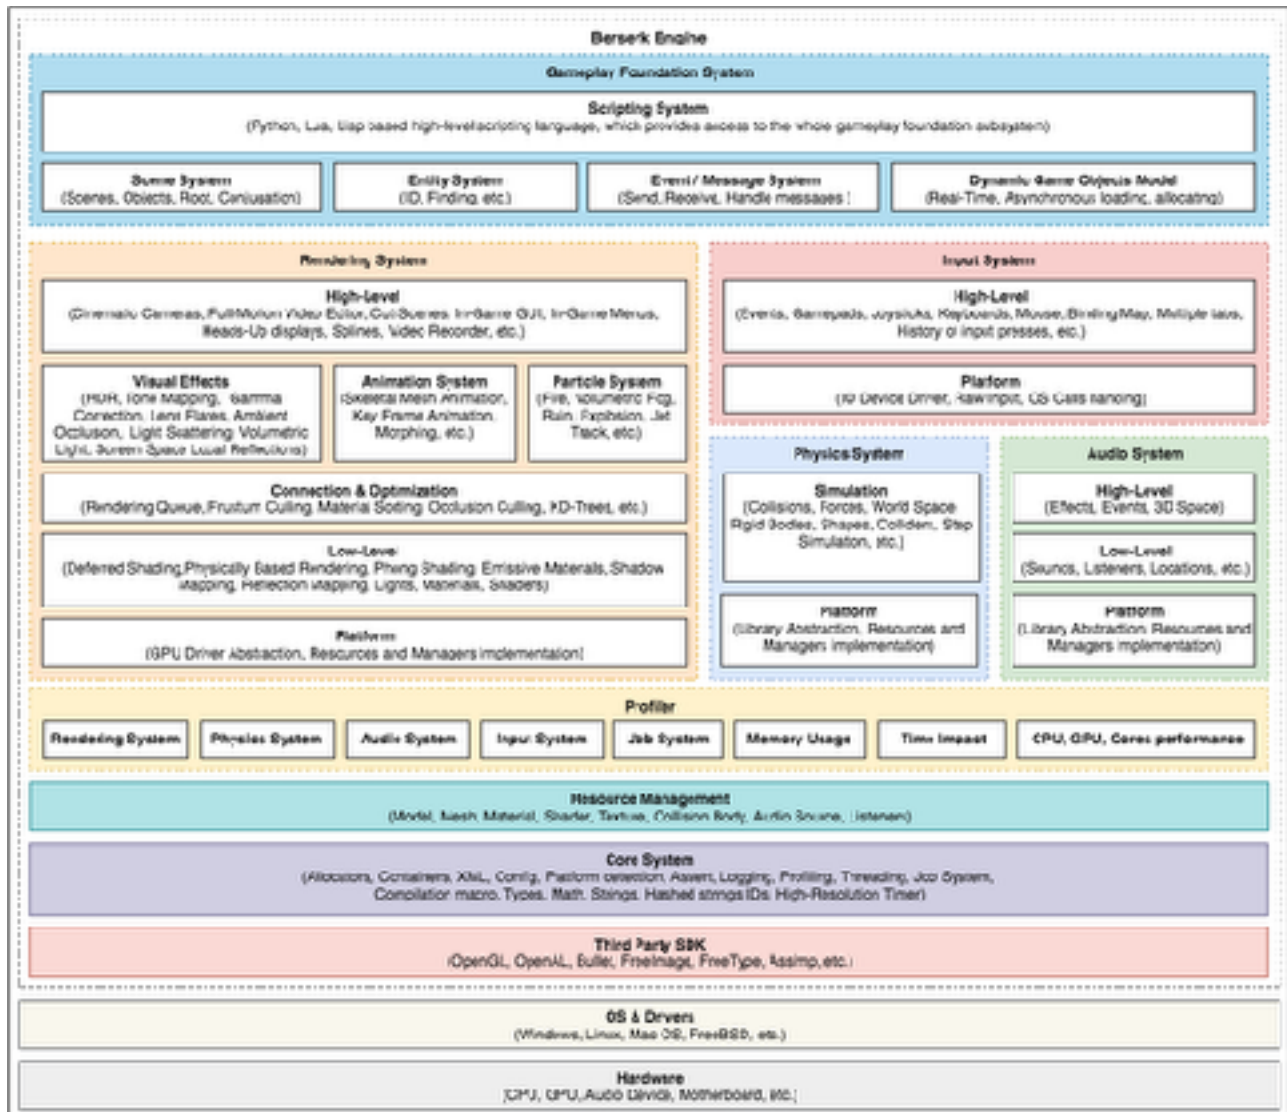 Berserk Engine
Gameplay Foundation System
Scripting System
(Python, Lua, Lisp based high-level scripting language, which provides access to the whole gameplay foundation subsystem)
Scene System
(Scenes, Objects, Root, Conjugation)
Entity System
(ID, Finding, etc.)
Event / Message System
(Send, Receive, Handle messages)
Dynamic Game Objects Model
(Real-Time, Asynchronous loading, allocating)
Rendering System
High-Level
(Cinematic Cameras, Full-Motion Video Editor, Cut-Scenes, In-Game GUI, In-Game Menus,
Heads-Up displays, Splines, Video Recorder, etc.)
Visual Effects
(HDR, Tone Mapping, Gamma
Correction, Lens Flares, Ambient
Occlusion, Light Scattering, Volumetric
Light, Screen Space Local Reflections)
Animation System
(Skeletal Mesh Animation,
Key Frame Animation,
Morphing, etc.)
Particle System
(Fire, Volumetric Fog,
Rain, Explosion, Jet
Track, etc.)
Connection & Optimization
(Rendering Queue, Frustum Culling, Material Sorting, Occlusion Culling, KD-Trees, etc.)
Low-Level
(Deferred Shading, Physically Based Rendering, Phong Shading, Emissive Materials, Shadow
Mapping, Reflection Mapping, Lights, Materials, Shaders)
Platform
(GPU Driver Abstraction, Resources and Managers Implementation)
Input System
High-Level
(Events, Gamepads, Joysticks, Keyboards, Mouse, Binding Map, Multiple tabs,
History of input presses, etc.)
Platform
(IO Device Driver, Raw Input, OS Calls handling)
Physics System
Simulation
(Collisions, Forces, World Space
Rigid Bodies, Shapes, Colliders, Step
Simulation, etc.)
Platform
(Library Abstraction, Resources and
Managers Implementation)
Audio System
High-Level
(Effects, Events, 3D Space)
Low-Level
(Sounds, Listeners, Locations, etc.)
Platform
(Library Abstraction, Resources and
Managers Implementation)
Profiler
Rendering System
Physics System
Audio System
Input System
Job System
Memory Usage
Time Impact
CPU, GPU, Cores performance
Resource Management
(Model, Mesh, Material, Shader, Texture, Collision Body, Audio Source, Listeners)
Core System
(Allocators, Containers, XML, Config, Platform detection, Assert, Logging, Profiling, Threading, Job System,
Compilation macro, Types, Math, Strings, Hashed strings IDs, High-Resolution Timer)
Third Party SDK
(OpenGL, OpenAL, Bullet, FreeImage, FreeType, Assimp, etc.)
OS & Drivers
(Windows, Linux, Mac OS, FreeBSD, etc.)
Hardware
(CPU, GPU, Audio Device, Motherboard, etc.)